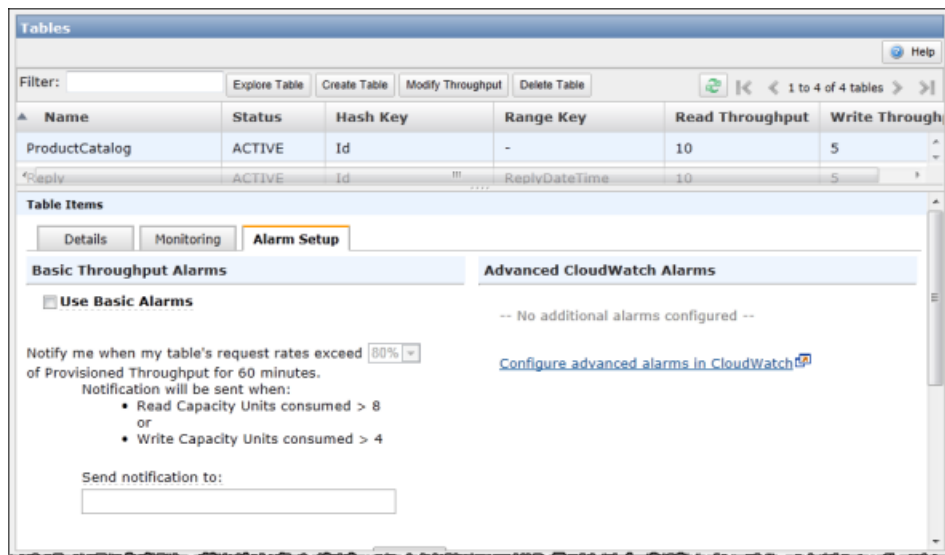 Tables
Help
Filter: Explore Table Create Table Modify Throughput Delete Table 1 to 4 of 4 tables
Name Status Hash Key Range Key Read Throughput Write Through
ProductCatalog ACTIVE Id - 10 5
Reply ACTIVE Id ReplyDateTime 10 5
Table Items
Details Monitoring Alarm Setup
Basic Throughput Alarms Advanced CloudWatch Alarms
Use Basic Alarms
-- No additional alarms configured --
Notify me when my table's request rates exceed 80%
Configure advanced alarms in CloudWatch
of Provisioned Throughput for 60 minutes.
Notification will be sent when:
• Read Capacity Units consumed > 8
or
• Write Capacity Units consumed > 4
Send notification to: